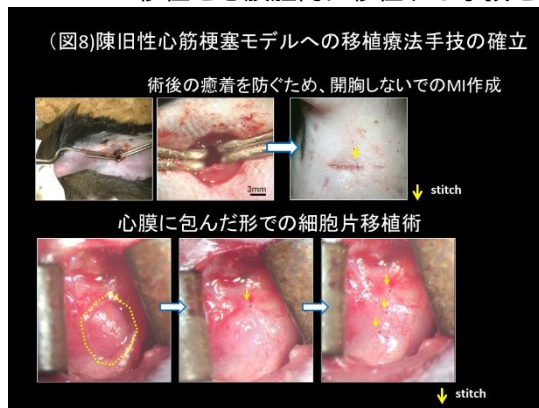 (図8)陳旧性心筋梗塞モデルへの移植療法手技の確立
術後の癒着を防ぐため、開胸しないでのMI作成
3mm
stitch
心膜に包んだ形での細胞片移植術
stitch